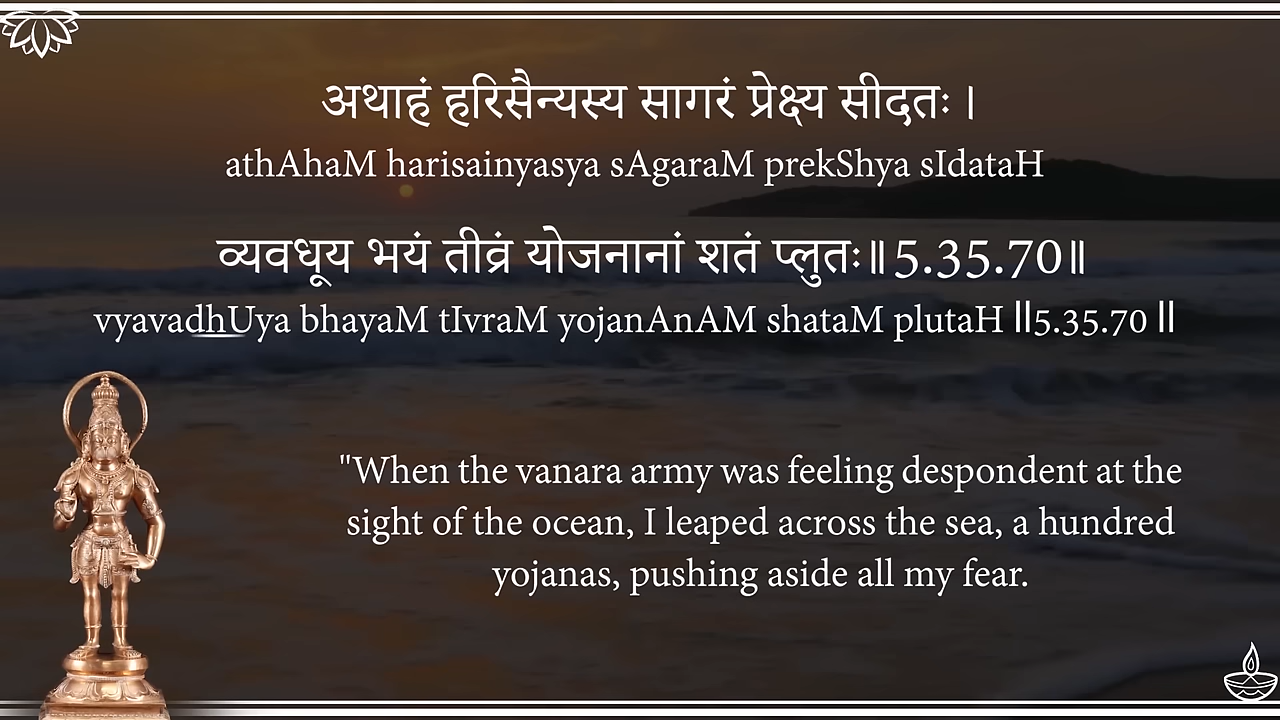 अथाहं हरिसैन्यस्य सागरं प्रेक्ष्य सीदतः ।
athAhaM harisainyasya sAgaraM prekShya sIdataH
व्यवधूय भयं तीव्रं योजनानां शतं प्लुतः॥5.35.70॥
vyavadhUya bhayaM tIvraM yojanAnAM shataM plutaH ॥5.35.70 ॥
"When the vanara army was feeling despondent at the
sight of the ocean, I leaped across the sea, a hundred
yojanas, pushing aside all my fear.